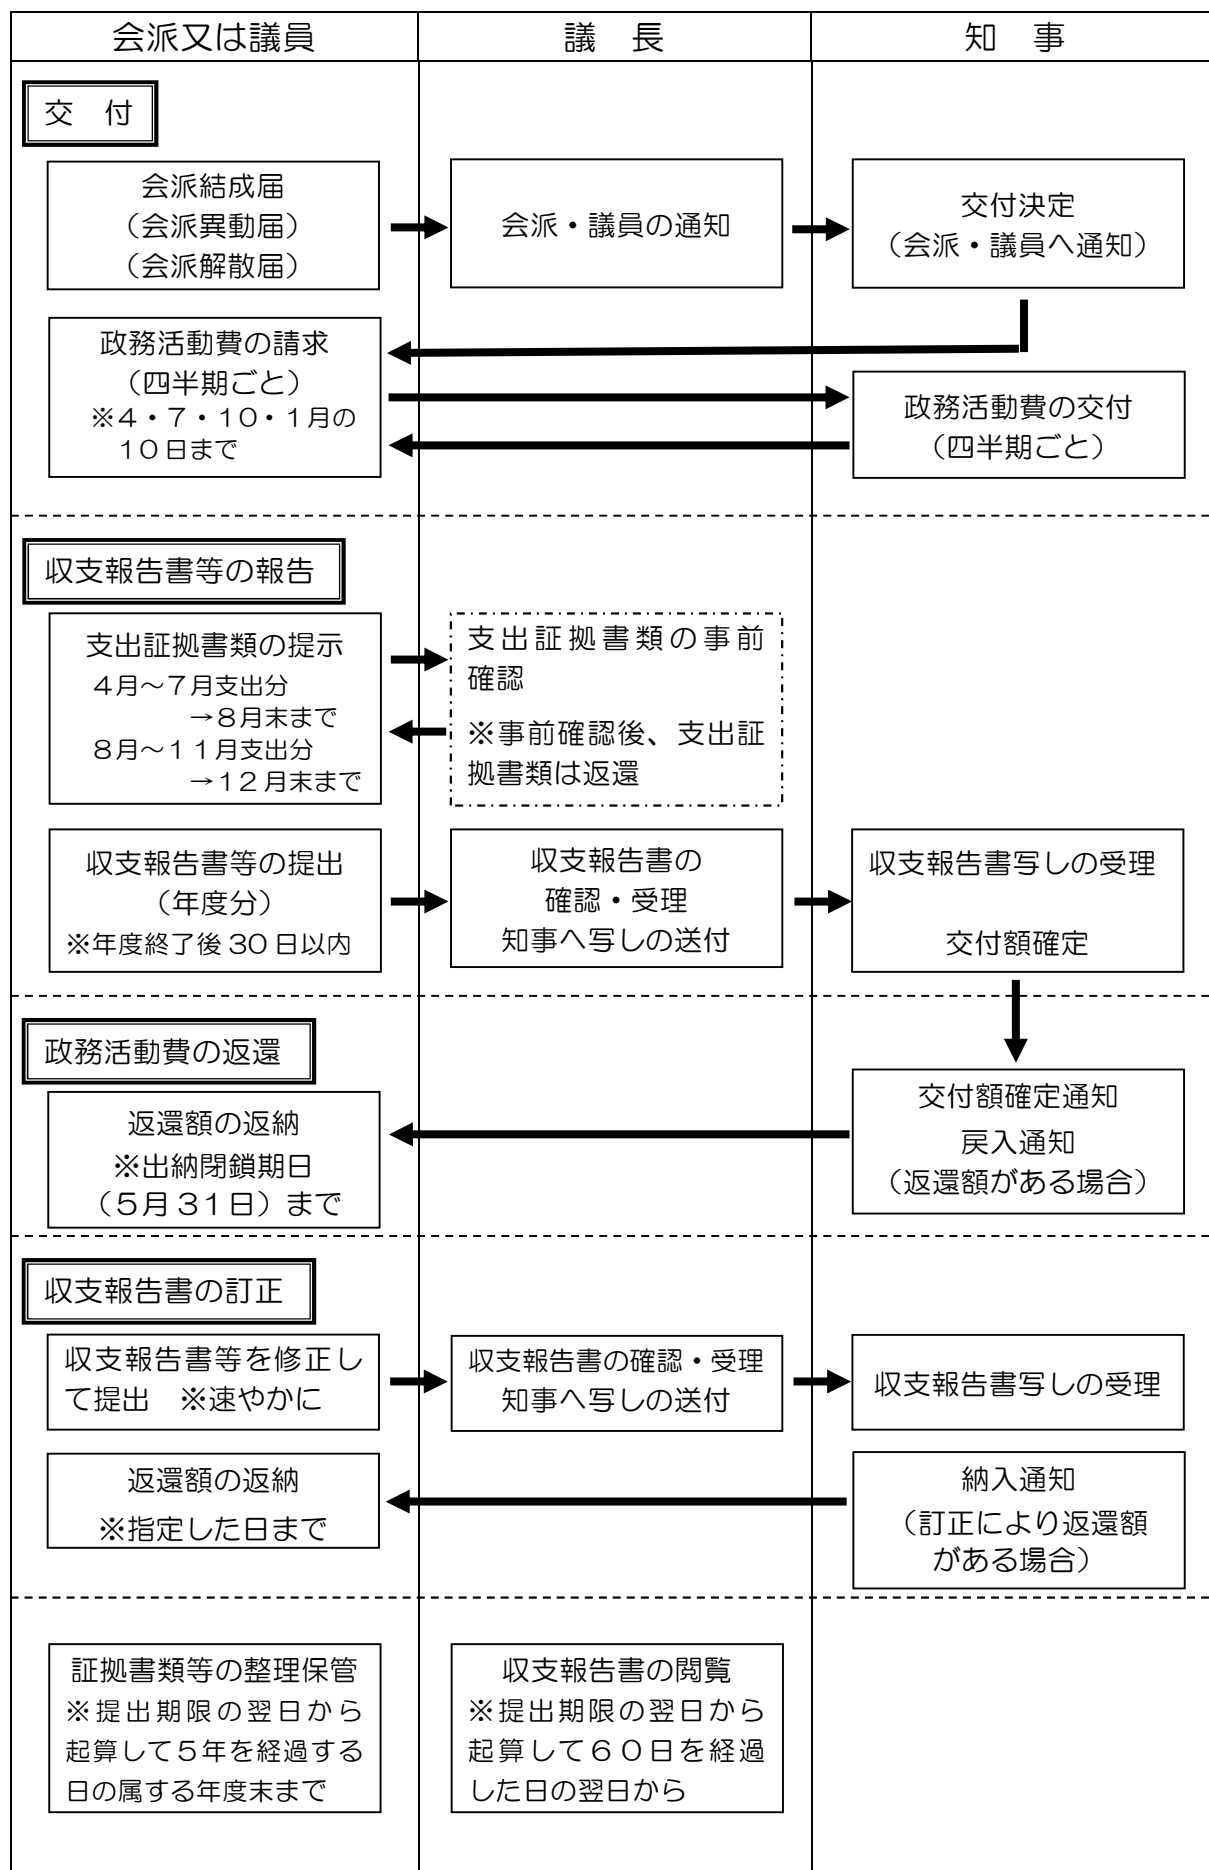 会派又は議員
議　長
知　事
交　付
会派結成届
（会派異動届）
（会派解散届）
会派・議員の通知
交付決定
（会派・議員へ通知）
政務活動費の請求
（四半期ごと）
※４・７・１０・１月の
１０日まで
政務活動費の交付
（四半期ごと）
収支報告書等の報告
支出証拠書類の提示
４月～７月支出分
→８月末まで
８月～１１月支出分
→１２月末まで
支出証拠書類の事前
確認
※事前確認後、支出証
拠書類は返還
収支報告書等の提出
（年度分）
※年度終了後 30 日以内
収支報告書の
確認・受理
知事へ写しの送付
収支報告書写しの受理
交付額確定
政務活動費の返還
返還額の返納
※出納閉鎖期日
（５月３１日）まで
交付額確定通知
戻入通知
（返還額がある場合）
収支報告書の訂正
収支報告書等を修正し
て提出　※速やかに
収支報告書の確認・受理
知事へ写しの送付
収支報告書写しの受理
返還額の返納
※指定した日まで
納入通知
（訂正により返還額
がある場合）
証拠書類等の整理保管
※提出期限の翌日から
起算して５年を経過する
日の属する年度末まで
収支報告書の閲覧
※提出期限の翌日から
起算して６０日を経過
した日の翌日から